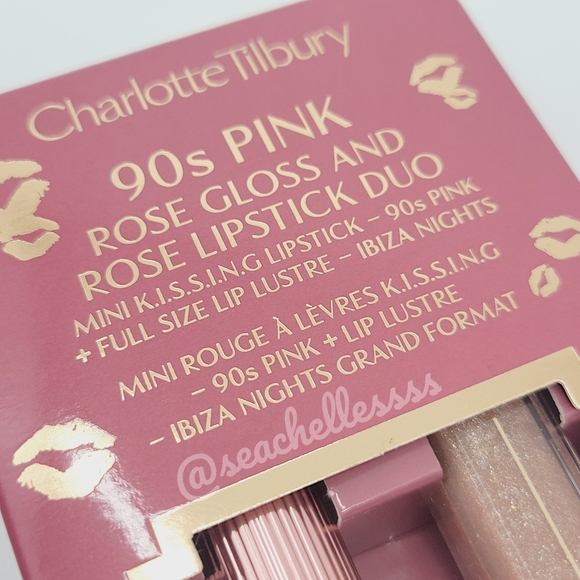 Charlotte Tilbury
90s PINK
ROSE GLOSS AND
ROSE LIPSTICK DUO
MINI K.I.S.S.I.N.G LIPSTICK – 90s PINK
+ FULL SIZE LIP LUSTRE – IBIZA NIGHTS
MINI ROUGE À LÈVRES K.I.S.S.I.N.G
– 90s PINK + LIP LUSTRE
– IBIZA NIGHTS GRAND FORMAT
@seachellessss